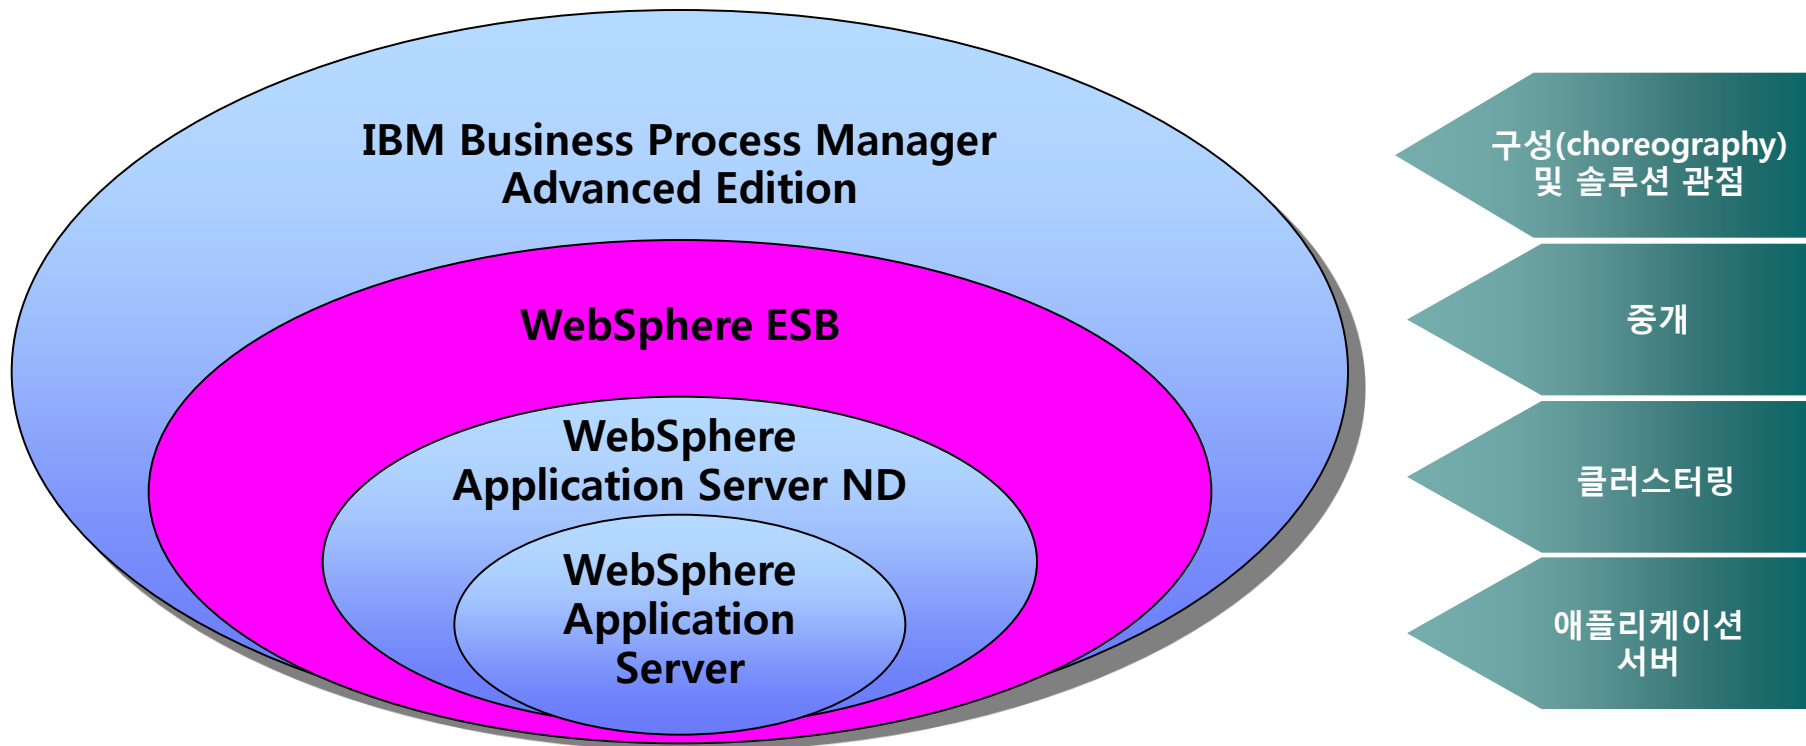 IBM Business Process Manager
Advanced Edition
WebSphere ESB
WebSphere
Application Server ND
WebSphere
Application
Server
구성(choreography)
및 솔루션 관점
중개
클러스터링
애플리케이션
서버